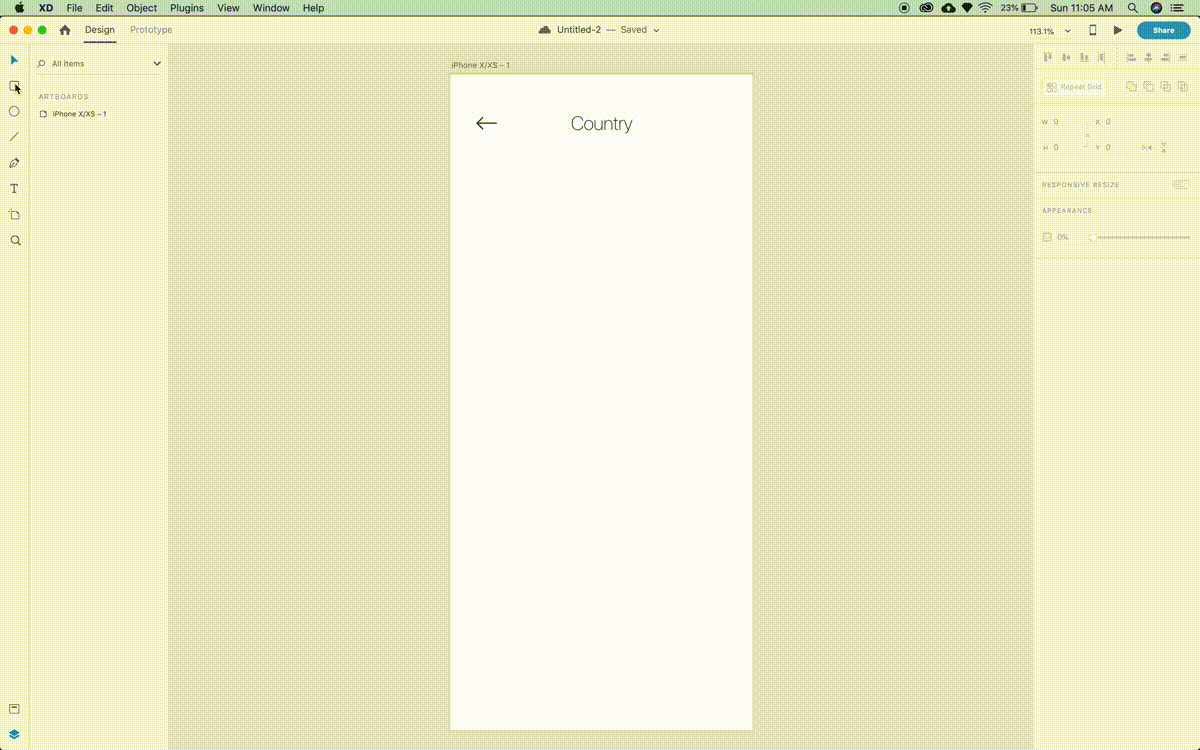 XD File Edit Object Plugins View Window Help 23% Sun 11:05 AM
Design Prototype Untitled-2 — Saved 113.1% Share
All Items
ARTBOARDS
iPhone X/XS – 1
iPhone X/XS – 1
Country
Repeat Grid
W 0 X 0
H 0 Y 0
RESPONSIVE RESIZE
APPEARANCE
0%
T